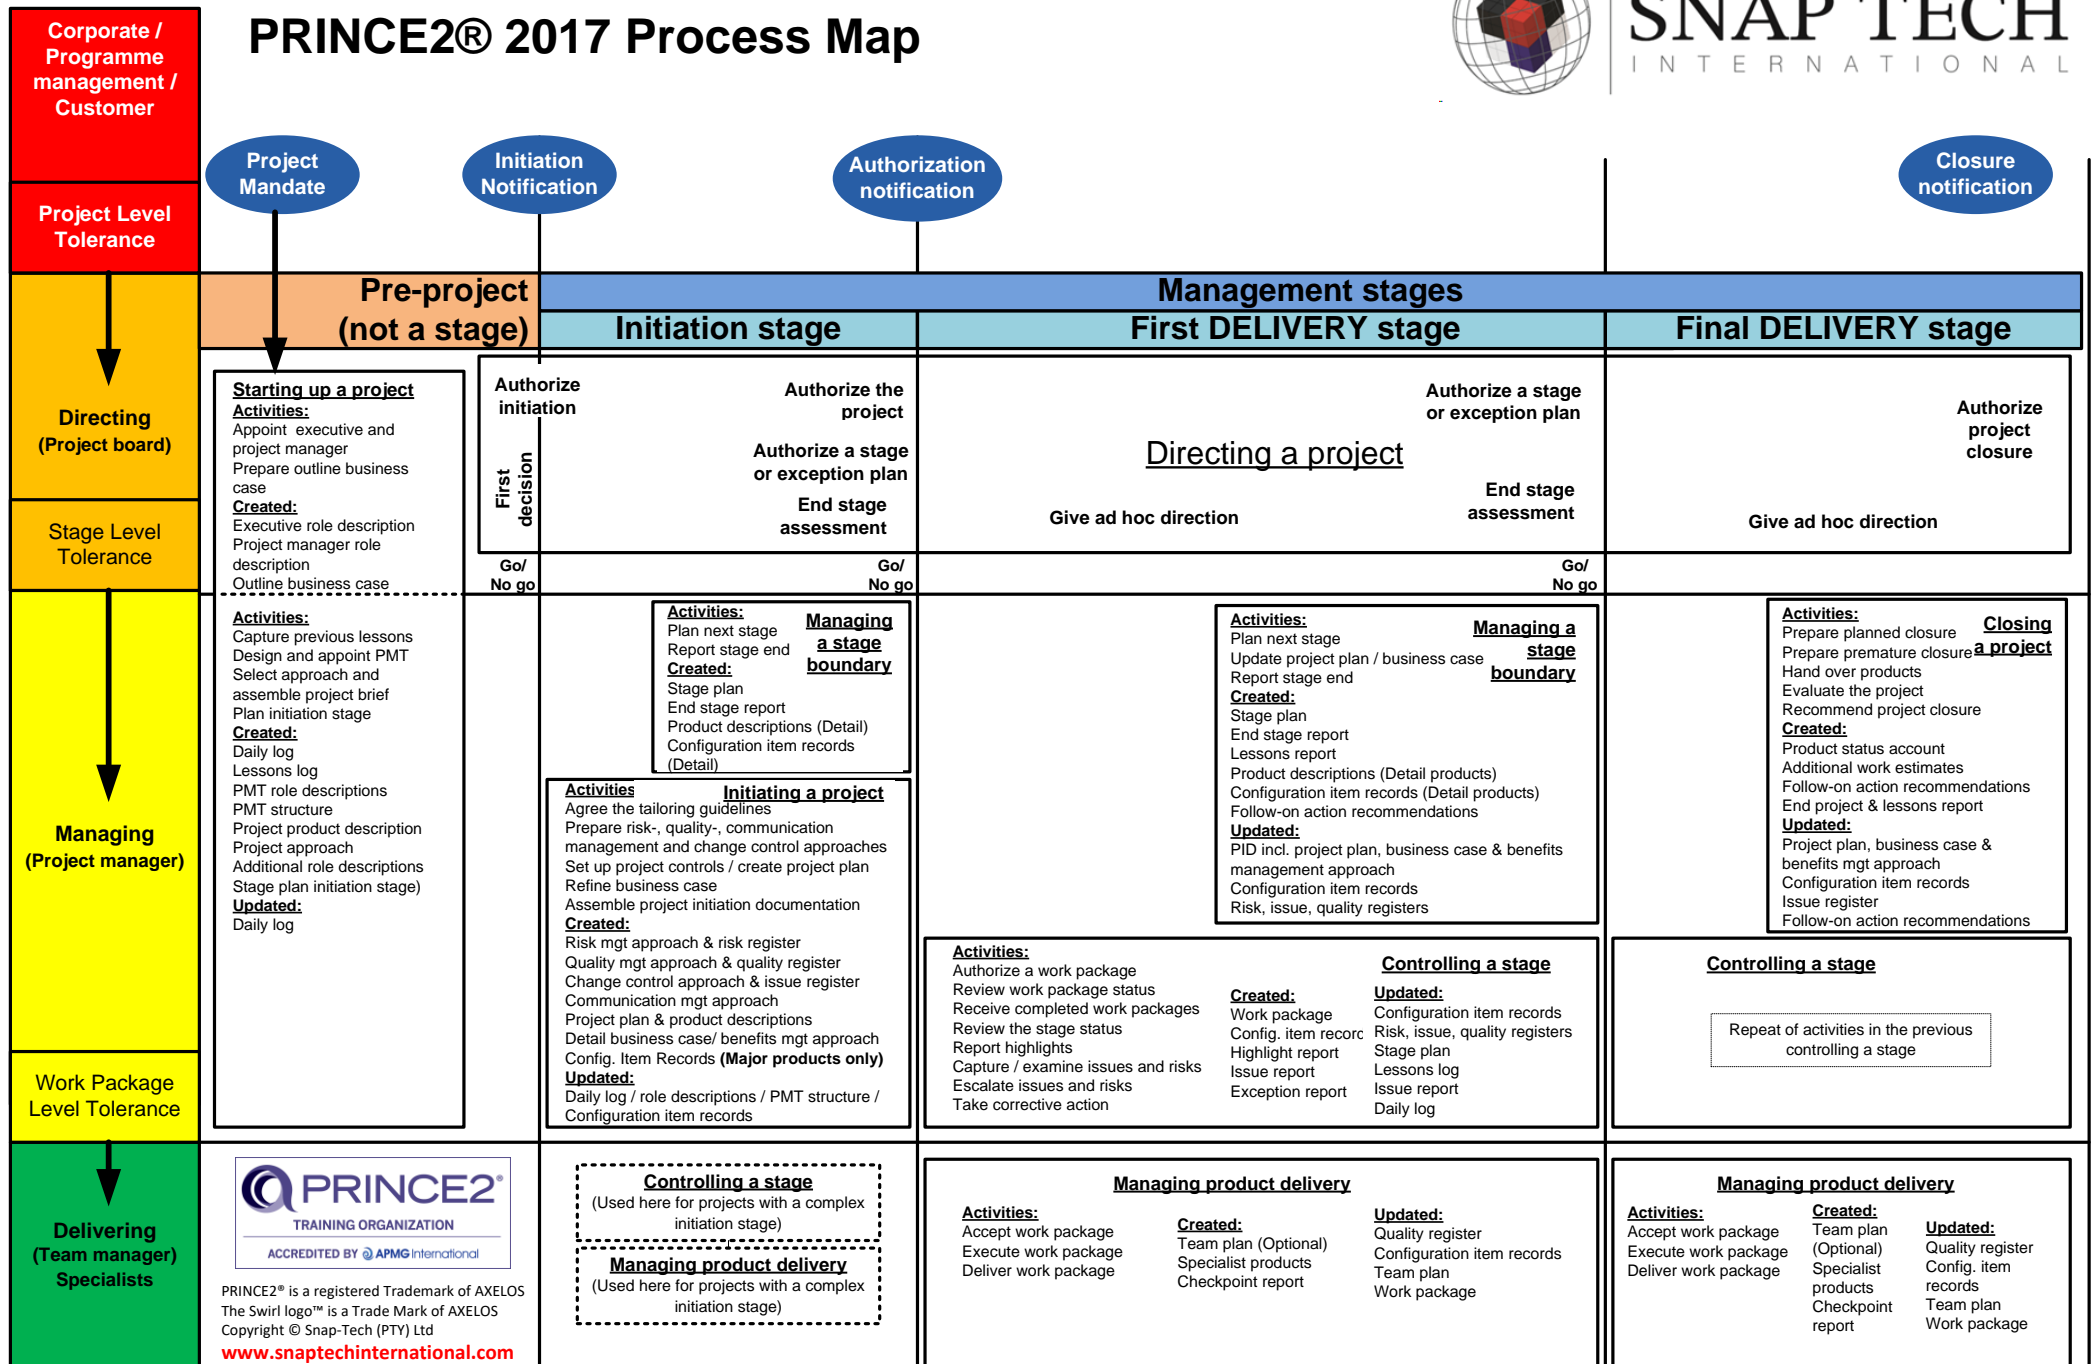 PRINCE2® 2017 Process Map
SNAP TECH
INTERNATIONAL
Corporate /
Programme
management /
Customer
Project Level
Tolerance
Directing
(Project board)
Stage Level
Tolerance
Managing
(Project manager)
Work Package
Level Tolerance
Delivering
(Team manager)
Specialists
Project
Mandate
Initiation
Notification
Authorization
notification
Closure
notification
Pre-project
(not a stage)
Management stages
Initiation stage
First DELIVERY stage
Final DELIVERY stage
Starting up a project
Activities:
Appoint executive and
project manager
Prepare outline business
case
Created:
Executive role description
Project manager role
description
Outline business case
Activities:
Capture previous lessons
Design and appoint PMT
Select approach and
assemble project brief
Plan initiation stage
Created:
Daily log
Lessons log
PMT role descriptions
PMT structure
Project product description
Project approach
Additional role descriptions
Stage plan initiation stage)
Updated:
Daily log
Authorize
initiation
First
decision
Authorize the
project
Authorize a stage
or exception plan
End stage
assessment
Directing a project
Give ad hoc direction
Authorize a stage
or exception plan
End stage
assessment
Authorize
project
closure
Give ad hoc direction
Go/
No go
Go/
No go
Go/
No go
Managing
a stage
boundary
Activities:
Plan next stage
Report stage end
Created:
Stage plan
End stage report
Product descriptions (Detail)
Configuration item records
(Detail)
Initiating a project
Activities
Agree the tailoring guidelines
Prepare risk-, quality-, communication
management and change control approaches
Set up project controls / create project plan
Refine business case
Assemble project initiation documentation
Created:
Risk mgt approach & risk register
Quality mgt approach & quality register
Change control approach & issue register
Communication mgt approach
Project plan & product descriptions
Detail business case/ benefits mgt approach
Config. Item Records (Major products only)
Updated:
Daily log / role descriptions / PMT structure /
Configuration item records
Managing a
stage
boundary
Activities:
Plan next stage
Update project plan / business case
Report stage end
Created:
Stage plan
End stage report
Lessons report
Product descriptions (Detail products)
Configuration item records (Detail products)
Follow-on action recommendations
Updated:
PID incl. project plan, business case & benefits
management approach
Configuration item records
Risk, issue, quality registers
Closing
a project
Activities:
Prepare planned closure
Prepare premature closure
Hand over products
Evaluate the project
Recommend project closure
Created:
Product status account
Additional work estimates
Follow-on action recommendations
End project & lessons report
Updated:
Project plan, business case &
benefits mgt approach
Configuration item records
Issue register
Follow-on action recommendations
Controlling a stage
Activities:
Authorize a work package
Review work package status
Receive completed work packages
Review the stage status
Report highlights
Capture / examine issues and risks
Escalate issues and risks
Take corrective action
Created:
Work package
Config. item record
Highlight report
Issue report
Exception report
Updated:
Configuration item records
Risk, issue, quality registers
Stage plan
Lessons log
Issue report
Daily log
Controlling a stage
Repeat of activities in the previous
controlling a stage
PRINCE2®
TRAINING ORGANIZATION
ACCREDITED BY APMG International
PRINCE2® is a registered Trademark of AXELOS
The Swirl logo™ is a Trade Mark of AXELOS
Copyright © Snap-Tech (PTY) Ltd
www.snaptechinternational.com
Controlling a stage
(Used here for projects with a complex
initiation stage)
Managing product delivery
(Used here for projects with a complex
initiation stage)
Managing product delivery
Activities:
Accept work package
Execute work package
Deliver work package
Created:
Team plan (Optional)
Specialist products
Checkpoint report
Updated:
Quality register
Configuration item records
Team plan
Work package
Managing product delivery
Activities:
Accept work package
Execute work package
Deliver work package
Created:
Team plan
(Optional)
Specialist
products
Checkpoint
report
Updated:
Quality register
Config. item
records
Team plan
Work package